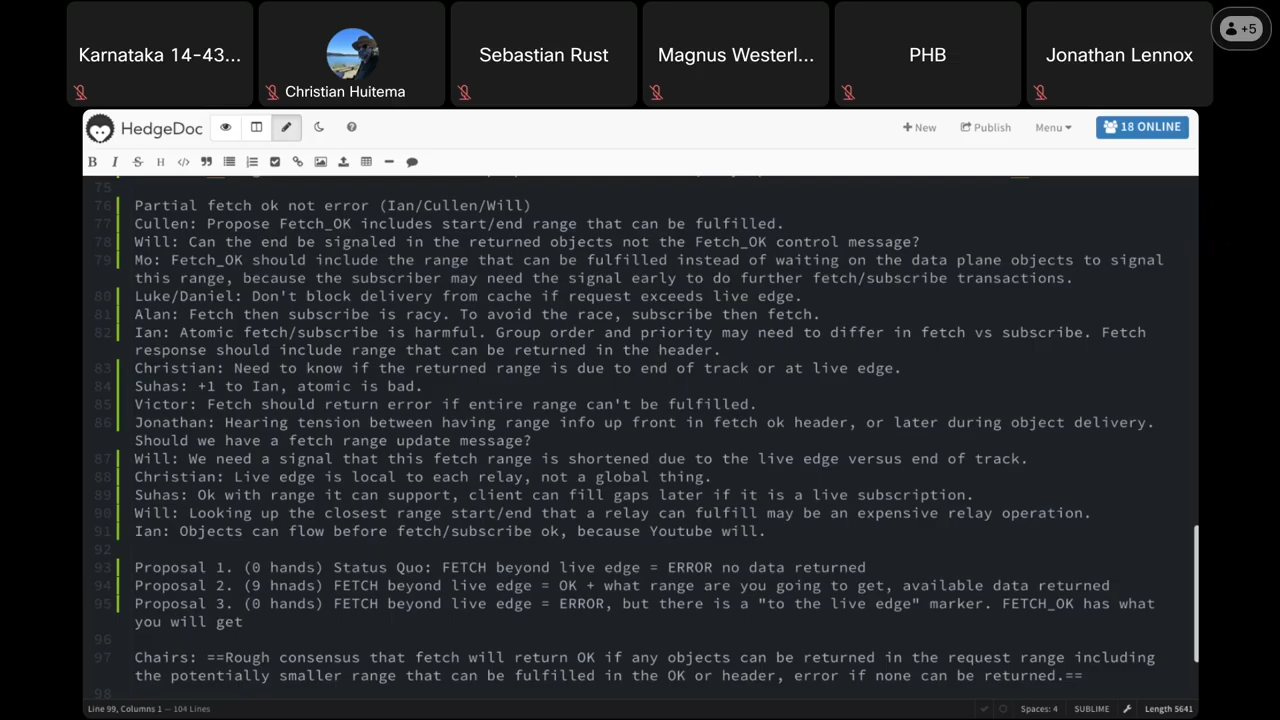 Karnataka 14-43...
Christian Huitema
Sebastian Rust
Magnus Westerl...
PHB
Jonathan Lennox
+5
HedgeDoc
New
Publish
Menu
18 ONLINE
75
76 Partial fetch ok not error (Ian/Cullen/Will)
77 Cullen: Propose Fetch_OK includes start/end range that can be fulfilled.
78 Will: Can the end be signaled in the returned objects not the Fetch_OK control message?
79 Mo: Fetch_OK should include the range that can be fulfilled instead of waiting on the data plane objects to signal
this range, because the subscriber may need the signal early to do further fetch/subscribe transactions.
80 Luke/Daniel: Don't block delivery from cache if request exceeds live edge.
81 Alan: Fetch then subscribe is racy. To avoid the race, subscribe then fetch.
82 Ian: Atomic fetch/subscribe is harmful. Group order and priority may need to differ in fetch vs subscribe. Fetch
response should include range that can be returned in the header.
83 Christian: Need to know if the returned range is due to end of track or at live edge.
84 Suhas: +1 to Ian, atomic is bad.
85 Victor: Fetch should return error if entire range can't be fulfilled.
86 Jonathan: Hearing tension between having range info up front in fetch ok header, or later during object delivery.
Should we have a fetch range update message?
87 Will: We need a signal that this fetch range is shortened due to the live edge versus end of track.
88 Christian: Live edge is local to each relay, not a global thing.
89 Suhas: Ok with range it can support, client can fill gaps later if it is a live subscription.
90 Will: Looking up the closest range start/end that a relay can fulfill may be an expensive relay operation.
91 Ian: Objects can flow before fetch/subscribe ok, because Youtube will.
92
93 Proposal 1. (0 hands) Status Quo: FETCH beyond live edge = ERROR no data returned
94 Proposal 2. (9 hnads) FETCH beyond live edge = OK + what range are you going to get, available data returned
95 Proposal 3. (0 hands) FETCH beyond live edge = ERROR, but there is a "to the live edge" marker. FETCH_OK has what
you will get
96
97 Chairs: ==Rough consensus that fetch will return OK if any objects can be returned in the request range including
the potentially smaller range that can be fulfilled in the OK or header, error if none can be returned.==
98
Line 99, Columns 1 — 104 Lines
Spaces: 4
SUBLIME
Length 5641